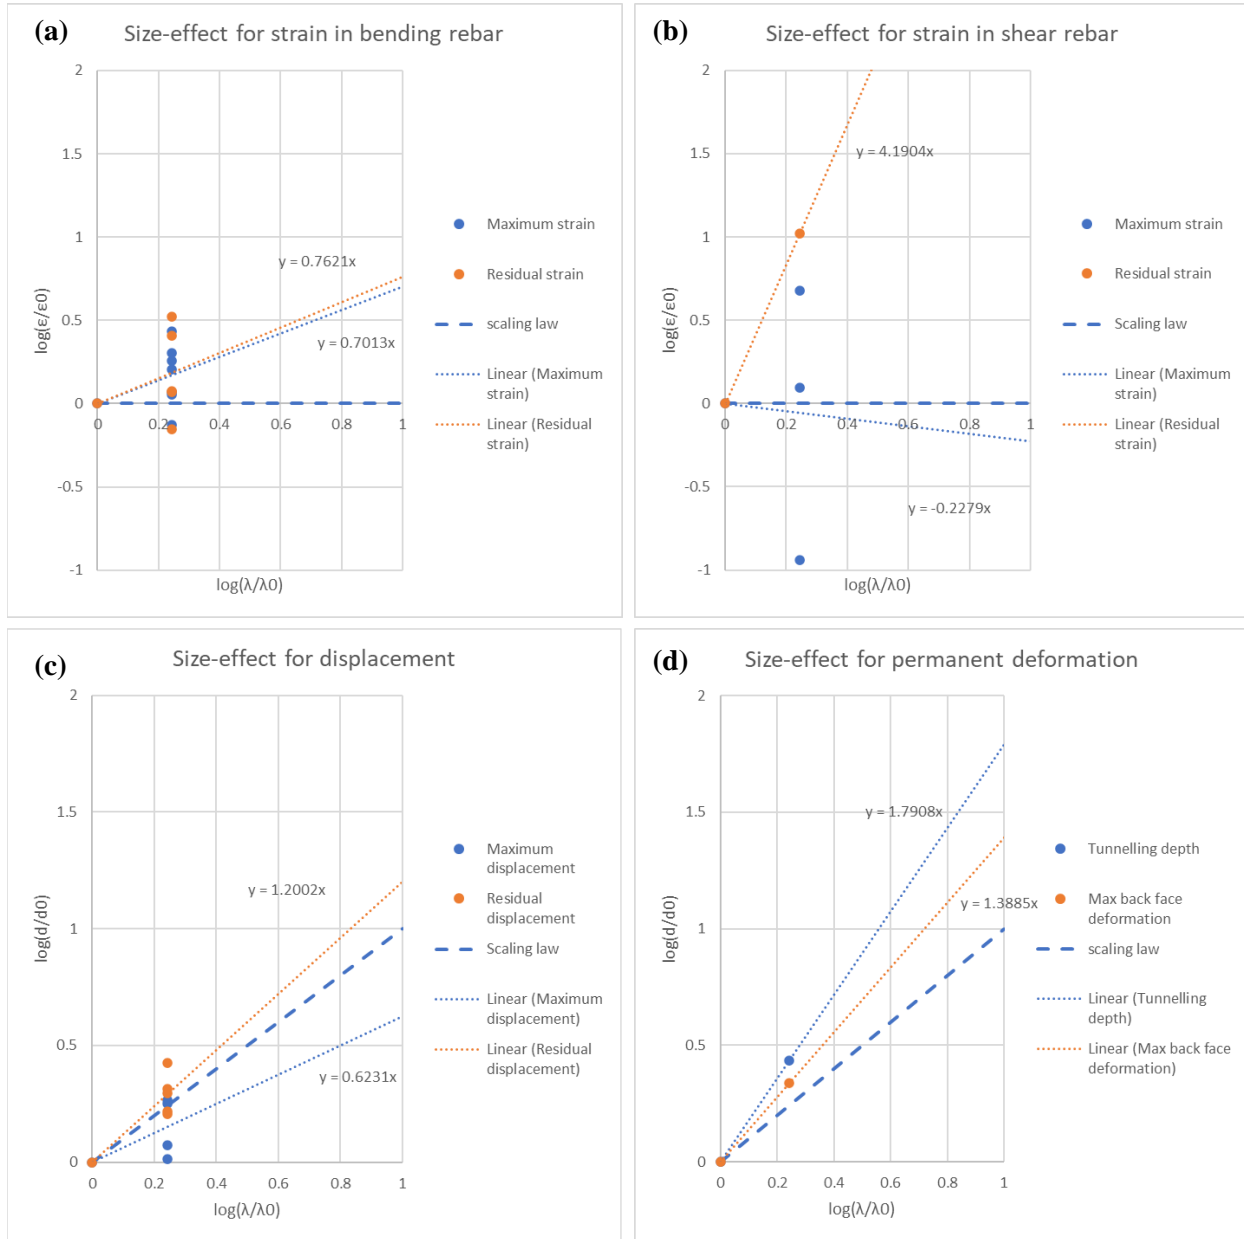 (a)
Size-effect for strain in bending rebar
2
1.5
1
0.5
0
-0.5
-1
0
0.2
0.4
0.6
0.8
1
log(ε/ε0)
log(λ/λ0)
y = 0.7621x
y = 0.7013x
Maximum strain
Residual strain
scaling law
Linear (Maximum
strain)
Linear (Residual
strain)
(b)
Size-effect for strain in shear rebar
2
1.5
1
0.5
0
-0.5
-1
0
0.2
0.4
0.6
0.8
1
log(ε/ε0)
log(λ/λ0)
y = 4.1904x
y = -0.2279x
Maximum strain
Residual strain
Scaling law
Linear (Maximum
strain)
Linear (Residual
strain)
(c)
Size-effect for displacement
2
1.5
1
0.5
0
0
0.2
0.4
0.6
0.8
1
log(d/d0)
log(λ/λ0)
y = 1.2002x
y = 0.6231x
Maximum
displacement
Residual
displacement
Scaling law
Linear (Maximum
displacement)
Linear (Residual
displacement)
(d)
Size-effect for permanent deformation
2
1.5
1
0.5
0
0
0.2
0.4
0.6
0.8
1
log(d/d0)
log(λ/λ0)
y = 1.7908x
y = 1.3885x
Tunnelling depth
Max back face
deformation
scaling law
Linear (Tunnelling
depth)
Linear (Max back face
deformation)